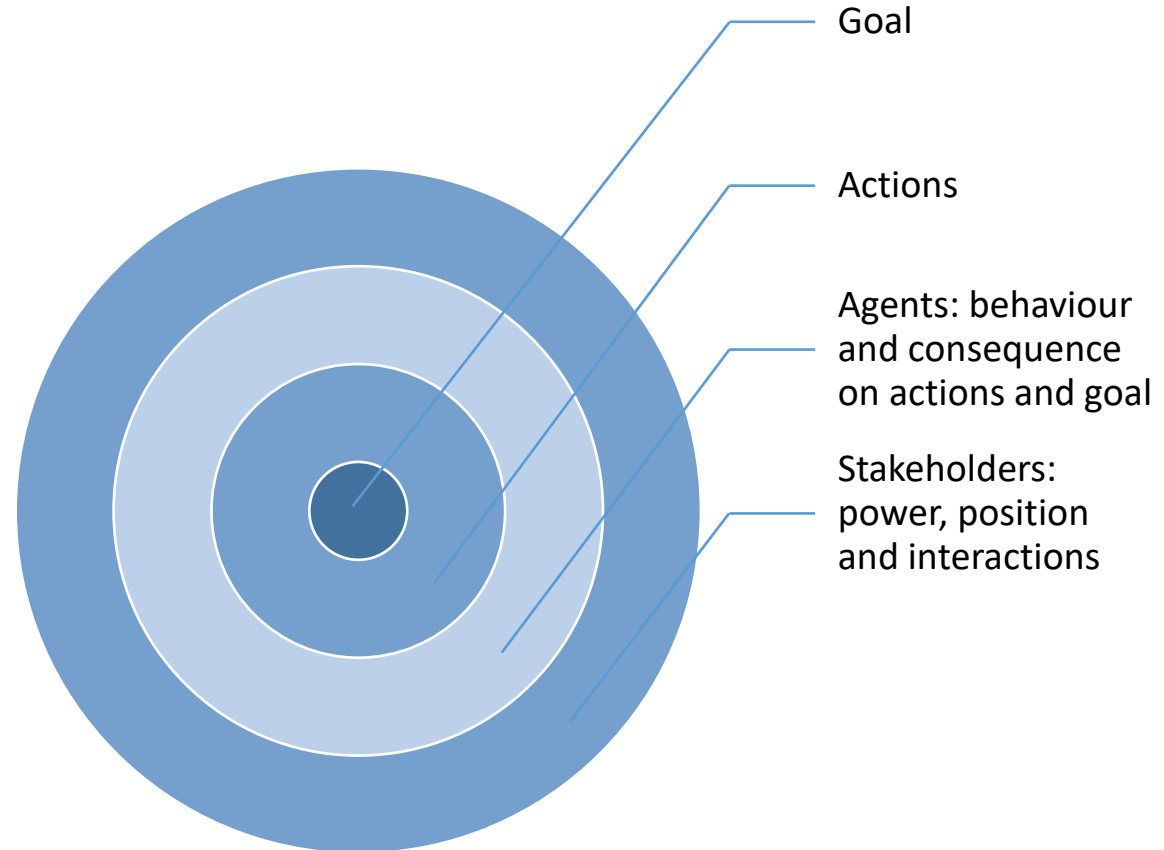 Goal
Actions
Agents: behaviour
and consequence
on actions and goal
Stakeholders:
power, position
and interactions